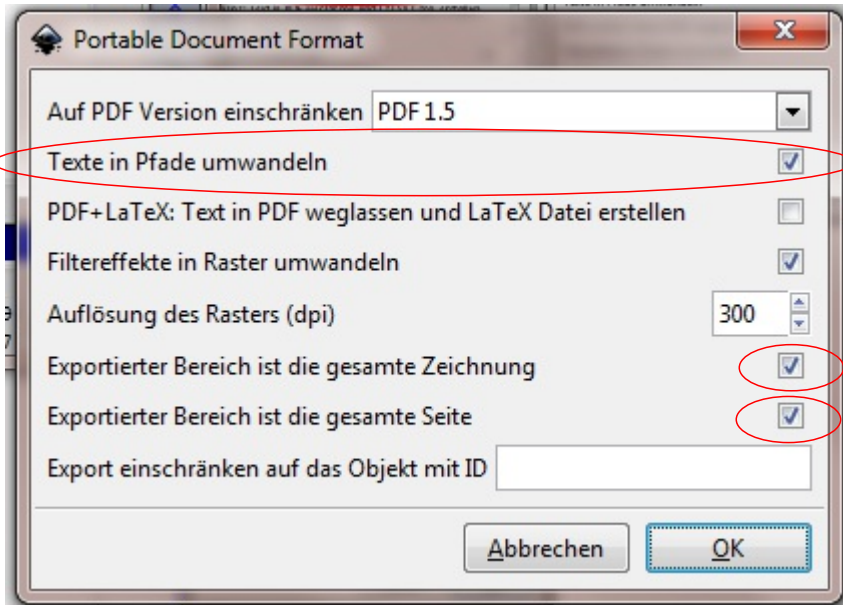 Portable Document Format
Auf PDF Version einschränken PDF 1.5
Texte in Pfade umwandeln
PDF+LaTeX: Text in PDF weglassen und LaTeX Datei erstellen
Filtereffekte in Raster umwandeln
Auflösung des Rasters (dpi) 300
Exportierter Bereich ist die gesamte Zeichnung
Exportierter Bereich ist die gesamte Seite
Export einschränken auf das Objekt mit ID
Abbrechen OK